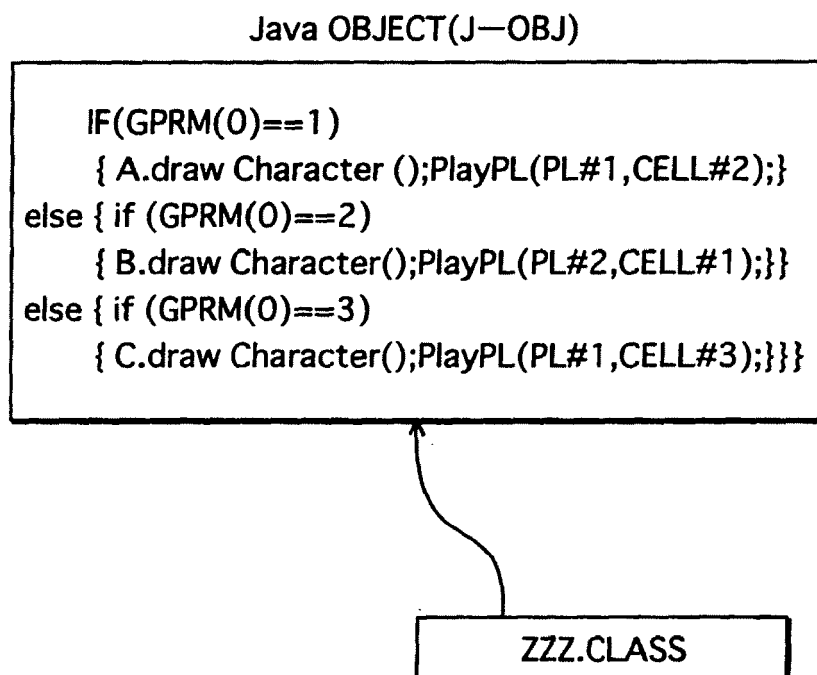 Java OBJECT(J—OBJ)
IF(GPRM(0)==1)
{ A.draw Character ();PlayPL(PL#1,CELL#2);}
else { if (GPRM(0)==2)
{ B.draw Character();PlayPL(PL#2,CELL#1);}}
else { if (GPRM(0)==3)
{ C.draw Character();PlayPL(PL#1,CELL#3);}}}
ZZZ.CLASS